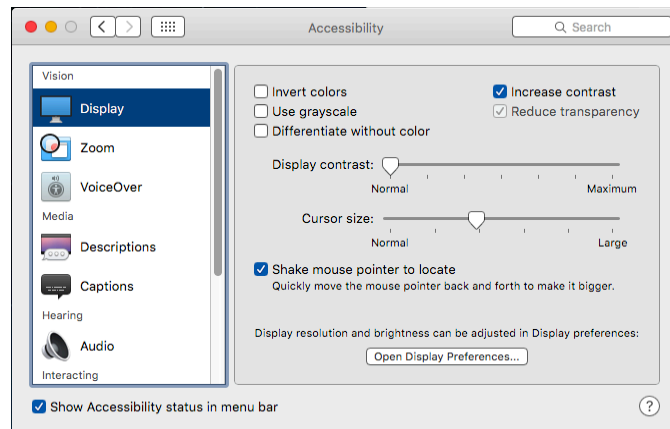 Accessibility
Search
Vision
Display
Zoom
VoiceOver
Media
Descriptions
Captions
Hearing
Audio
Interacting
Invert colors
Increase contrast
Use grayscale
Reduce transparency
Differentiate without color
Display contrast:
Normal
Maximum
Cursor size:
Normal
Large
Shake mouse pointer to locate
Quickly move the mouse pointer back and forth to make it bigger.
Display resolution and brightness can be adjusted in Display preferences:
Open Display Preferences...
Show Accessibility status in menu bar
?